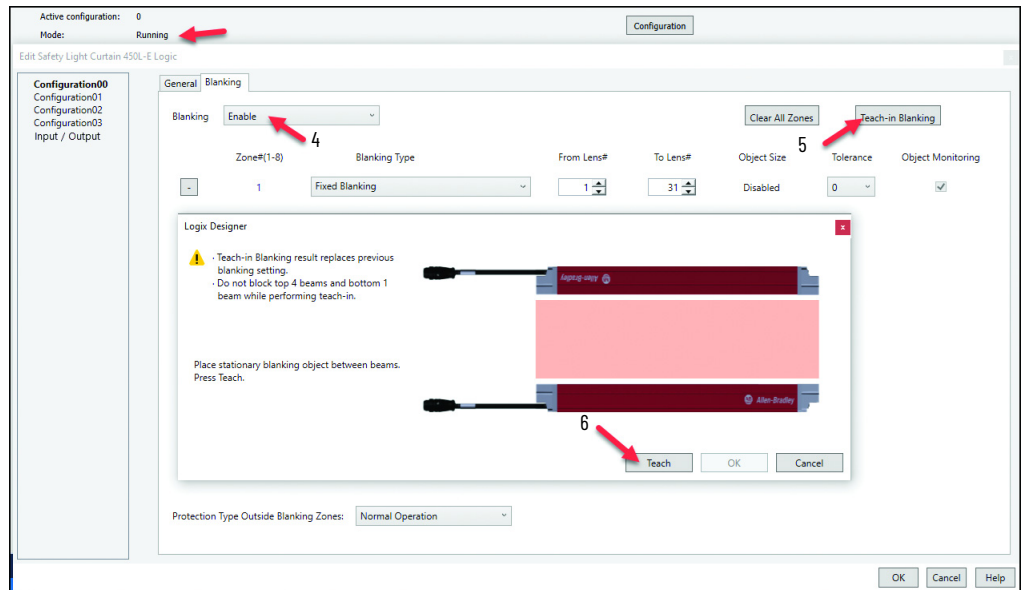 Active configuration: 0
Configuration
Mode: Running
Edit Safety Light Curtain 450L-E Logic
Configuration00
Configuration01
Configuration02
Configuration03
Input / Output
General Blanking
Blanking Enable Clear All Zones Teach-in Blanking
4 5
Zone#(1-8) Blanking Type From Lens# To Lens# Object Size Tolerance Object Monitoring
- 1 Fixed Blanking 1 31 Disabled 0
Logix Designer x
· Teach-in Blanking result replaces previous
blanking setting.
· Do not block top 4 beams and bottom 1
beam while performing teach-in.
Allen-Bradley
Place stationary blanking object between beams.
Press Teach.
Allen-Bradley
6
Teach OK Cancel
Protection Type Outside Blanking Zones: Normal Operation
OK Cancel Help